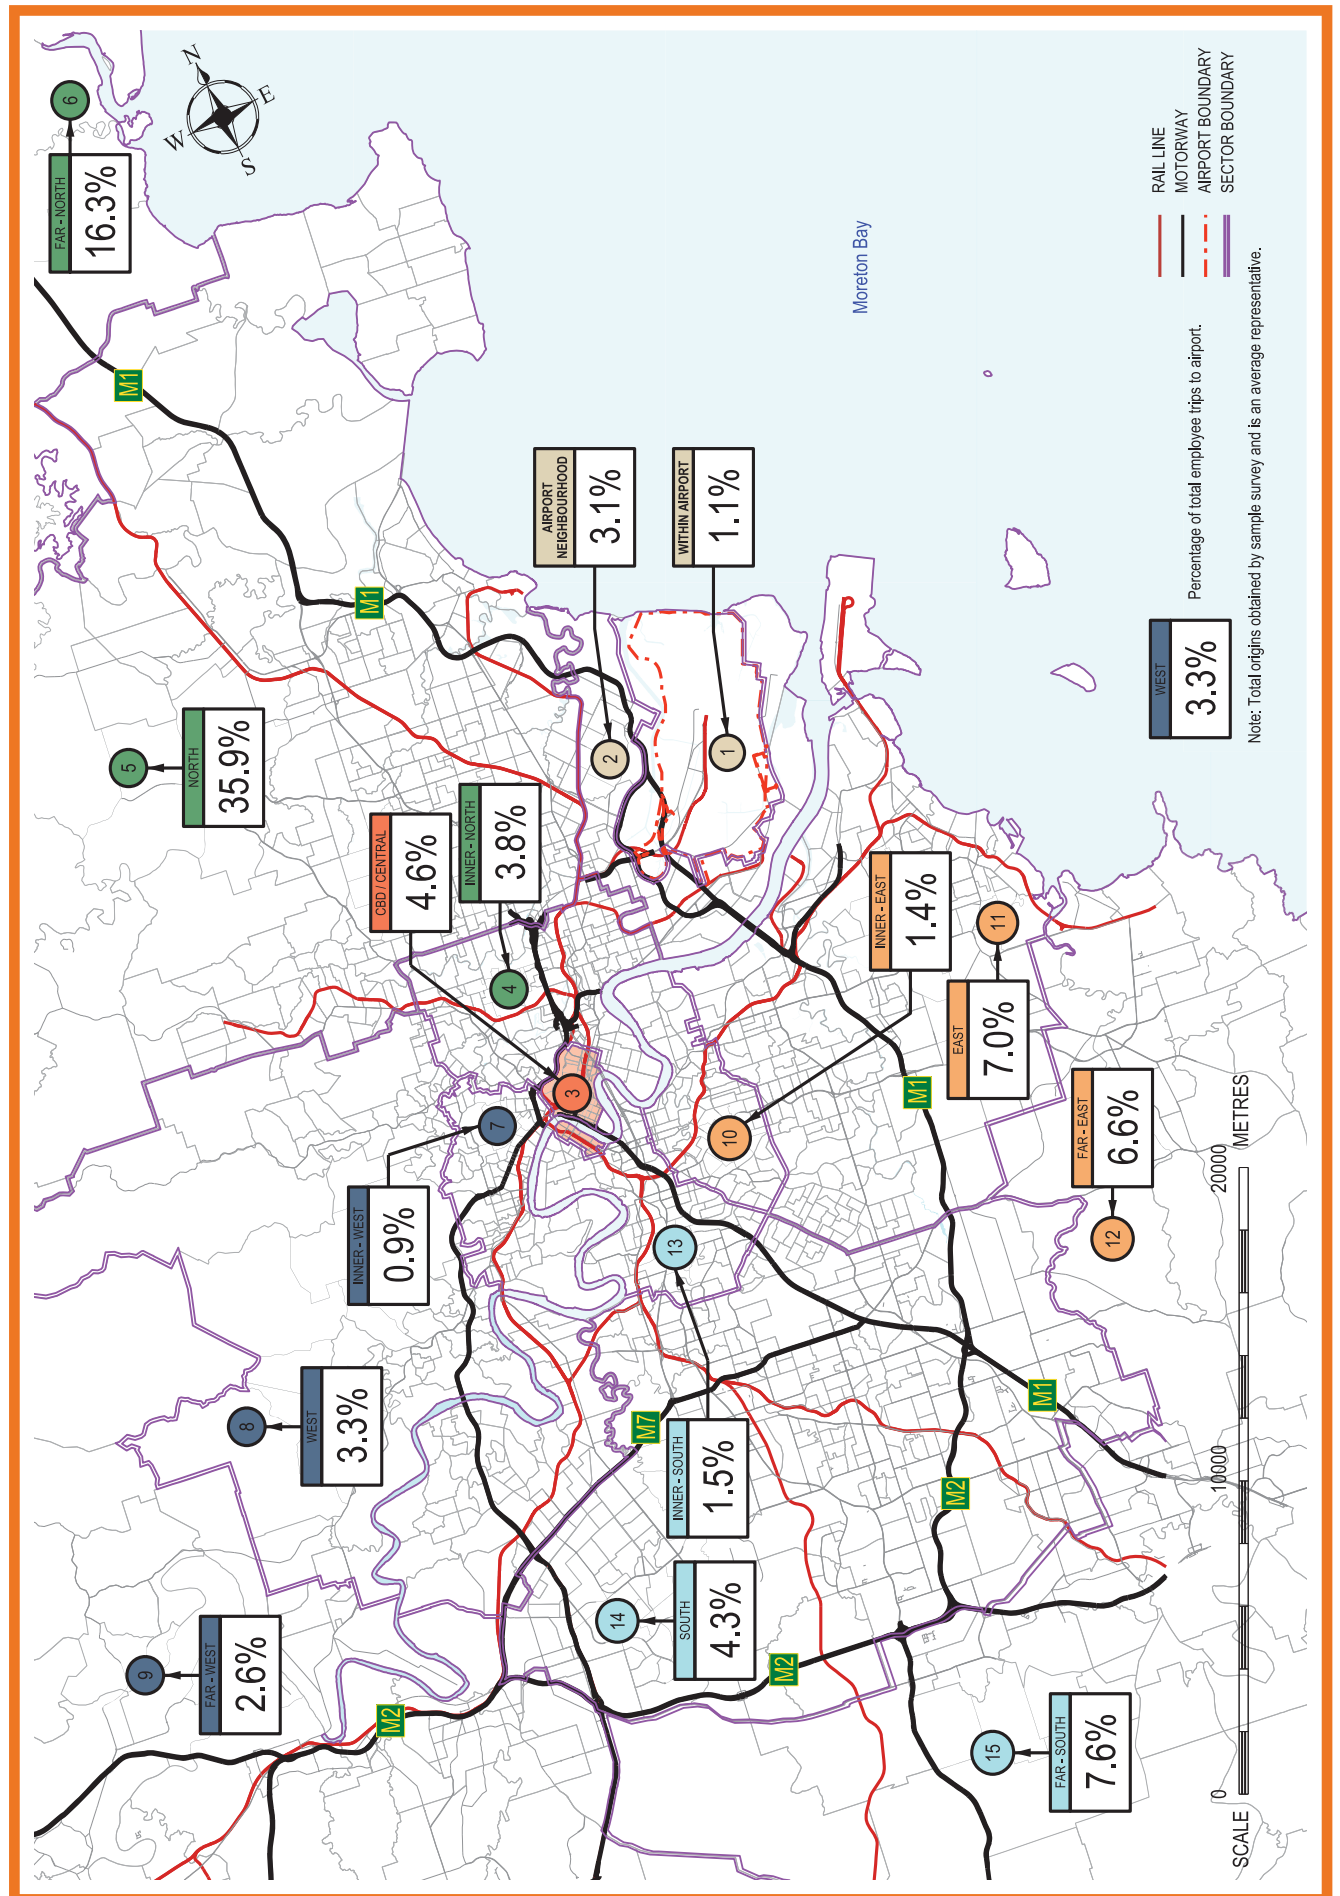 N
E
S
W
6
FAR - NORTH
16.3%
M1
M1
5
NORTH
35.9%
AIRPORT
NEIGHBOURHOOD
3.1%
WITHIN AIRPORT
1.1%
2
1
CBD / CENTRAL
4.6%
INNER - NORTH
3.8%
4
3
INNER - WEST
0.9%
7
WEST
3.3%
8
FAR - WEST
2.6%
9
INNER - EAST
1.4%
10
EAST
7.0%
11
FAR - EAST
6.6%
12
INNER - SOUTH
1.5%
13
SOUTH
4.3%
14
FAR - SOUTH
7.6%
15
M1
M1
M2
M2
M2
M7
Moreton Bay
RAIL LINE
MOTORWAY
AIRPORT BOUNDARY
SECTOR BOUNDARY
WEST
3.3%
Percentage of total employee trips to airport.
Note: Total origins obtained by sample survey and is an average representative.
SCALE
0
10000
20000
METRES